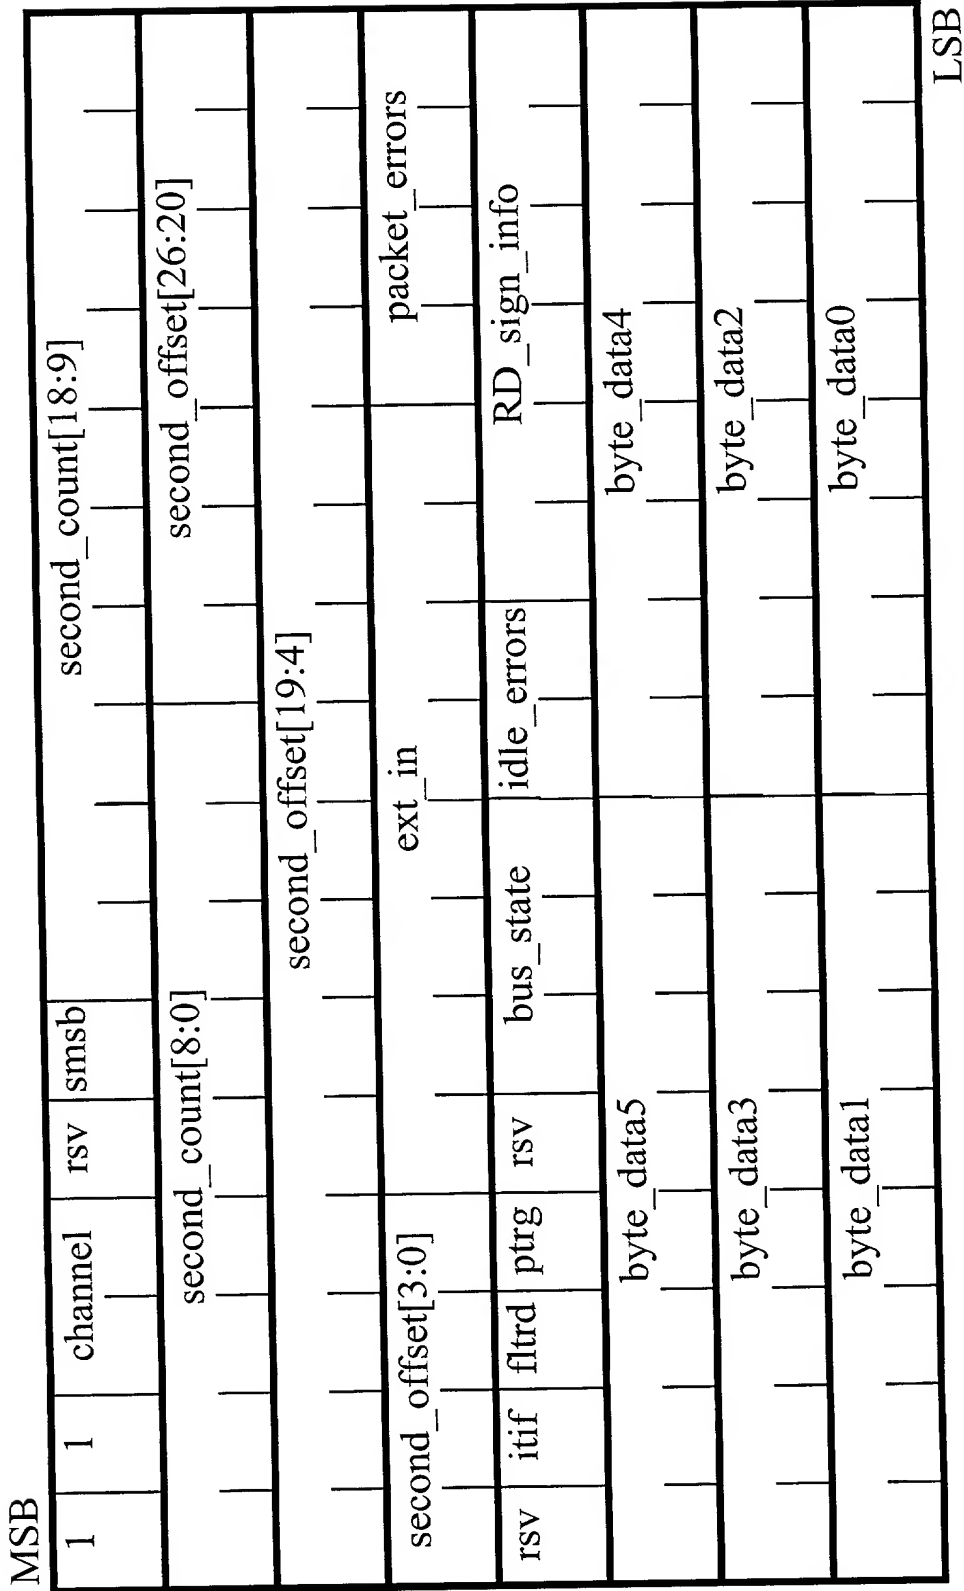 MSB
1 1 channel rsv smsb second_count[18:9]
second_count[8:0] second_offset[26:20]
second_offset[19:4]
second_offset[3:0] ext_in packet_errors
rsv itif fltrd ptrg rsv bus_state idle_errors RD_sign_info
byte_data5 byte_data4
byte_data3 byte_data2
byte_data1 byte_data0
LSB